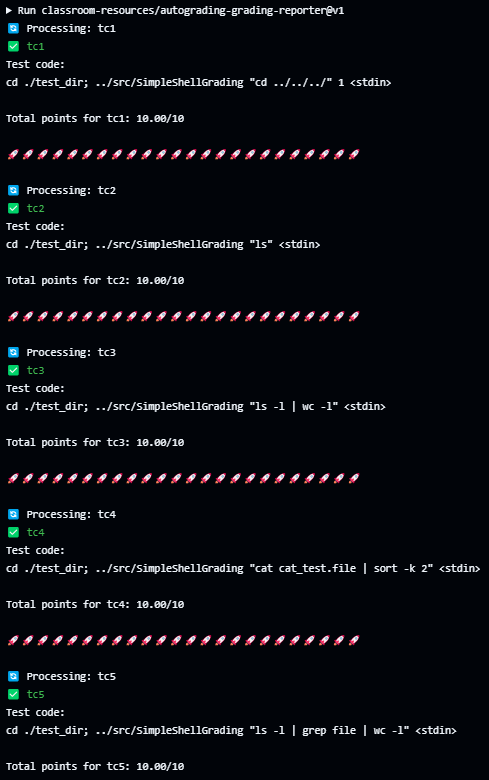 ▶ Run classroom-resources/autograding-grading-reporter@v1
🔄 Processing: tc1
✅ tc1
Test code:
cd ./test_dir; ../src/SimpleShellGrading "cd ../../../" 1 <stdin>
Total points for tc1: 10.00/10
🚀🚀🚀🚀🚀🚀🚀🚀🚀🚀🚀🚀🚀🚀🚀🚀🚀🚀🚀🚀🚀🚀🚀🚀
🔄 Processing: tc2
✅ tc2
Test code:
cd ./test_dir; ../src/SimpleShellGrading "ls" <stdin>
Total points for tc2: 10.00/10
🚀🚀🚀🚀🚀🚀🚀🚀🚀🚀🚀🚀🚀🚀🚀🚀🚀🚀🚀🚀🚀🚀🚀🚀
🔄 Processing: tc3
✅ tc3
Test code:
cd ./test_dir; ../src/SimpleShellGrading "ls -l | wc -l" <stdin>
Total points for tc3: 10.00/10
🚀🚀🚀🚀🚀🚀🚀🚀🚀🚀🚀🚀🚀🚀🚀🚀🚀🚀🚀🚀🚀🚀🚀🚀
🔄 Processing: tc4
✅ tc4
Test code:
cd ./test_dir; ../src/SimpleShellGrading "cat cat_test.file | sort -k 2" <stdin>
Total points for tc4: 10.00/10
🚀🚀🚀🚀🚀🚀🚀🚀🚀🚀🚀🚀🚀🚀🚀🚀🚀🚀🚀🚀🚀🚀🚀🚀
🔄 Processing: tc5
✅ tc5
Test code:
cd ./test_dir; ../src/SimpleShellGrading "ls -l | grep file | wc -l" <stdin>
Total points for tc5: 10.00/10